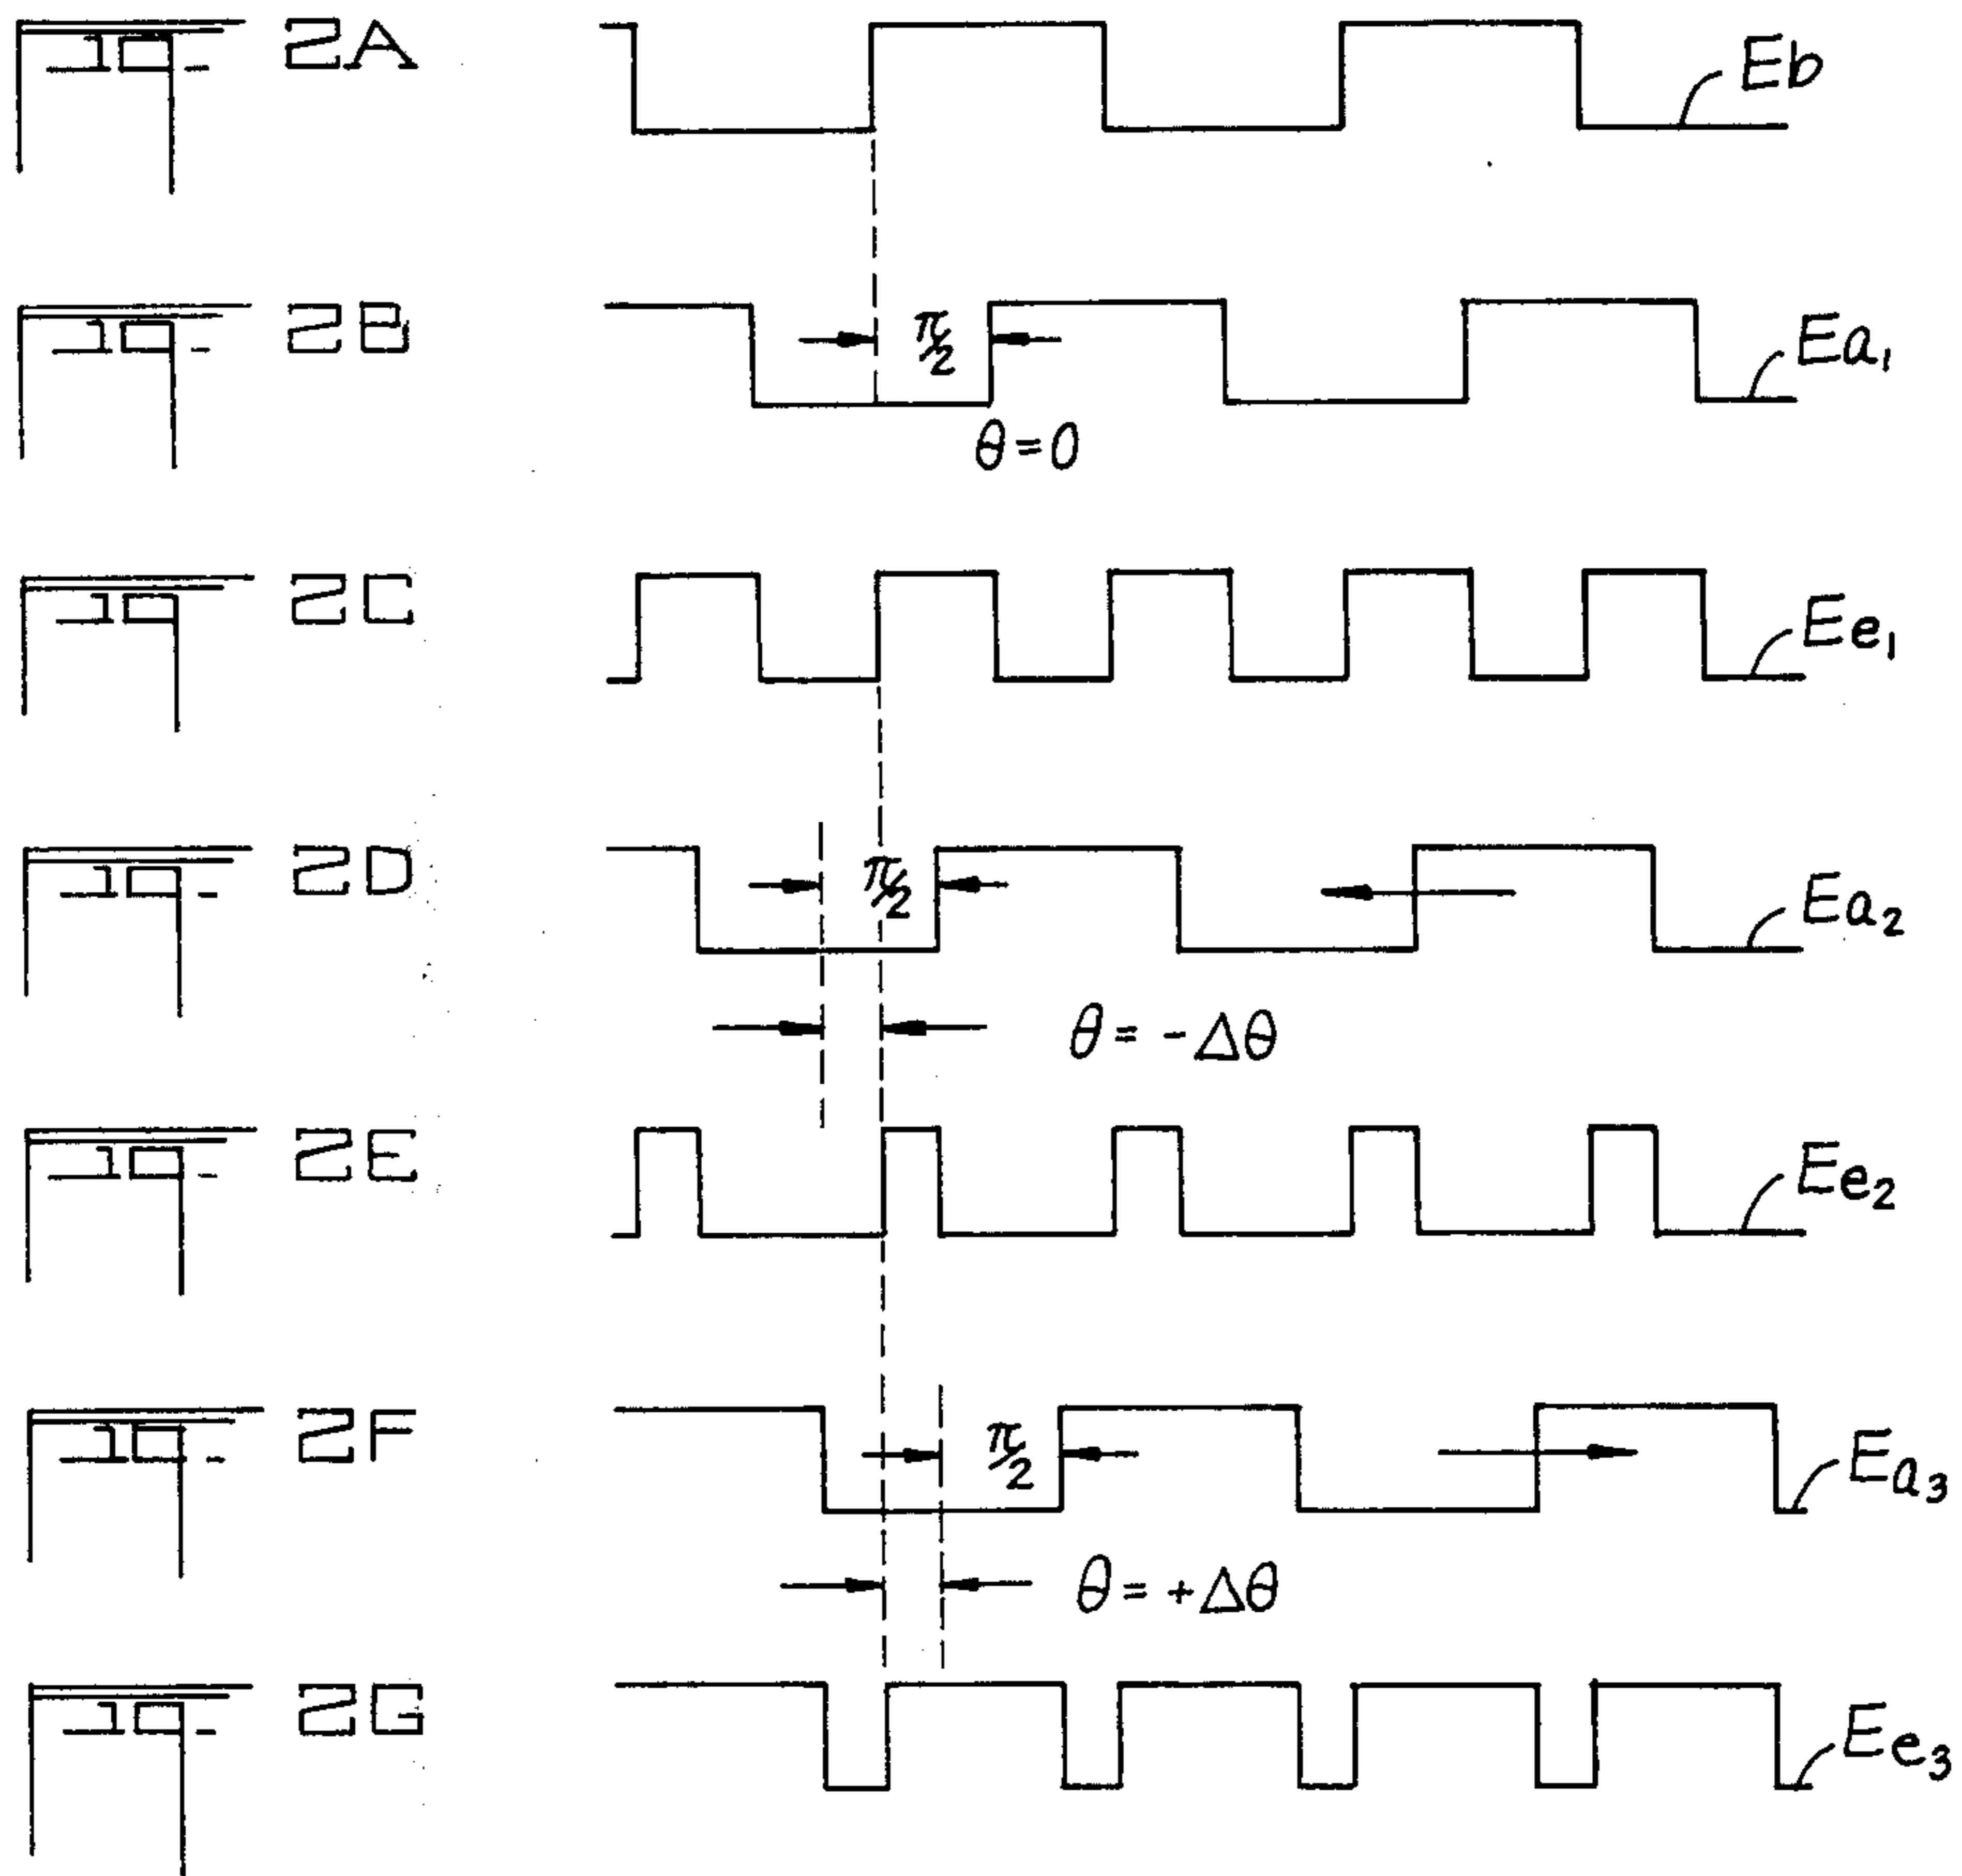 FIG. 2A
Eb
FIG. 2B
π/2
Ea₁
θ=0
FIG. 2C
Ee₁
FIG. 2D
π/2
Ea₂
θ = -Δθ
FIG. 2E
Ee₂
FIG. 2F
π/2
Ea₃
θ = +Δθ
FIG. 2G
Ee₃